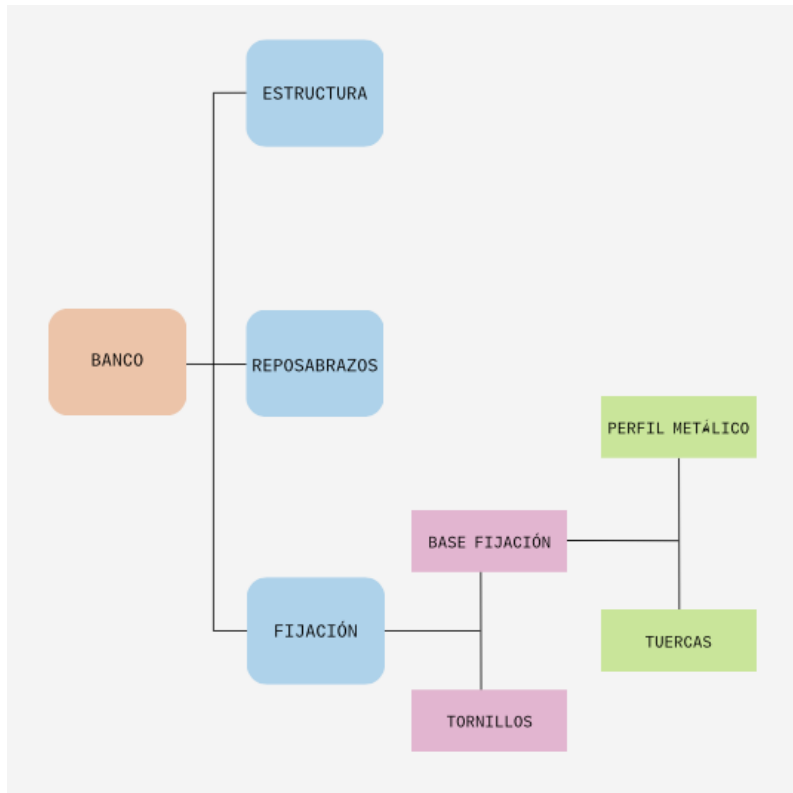 ESTRUCTURA
BANCO
REPOSABRAZOS
PERFIL METÁLICO
BASE FIJACIÓN
FIJACIÓN
TUERCAS
TORNILLOS